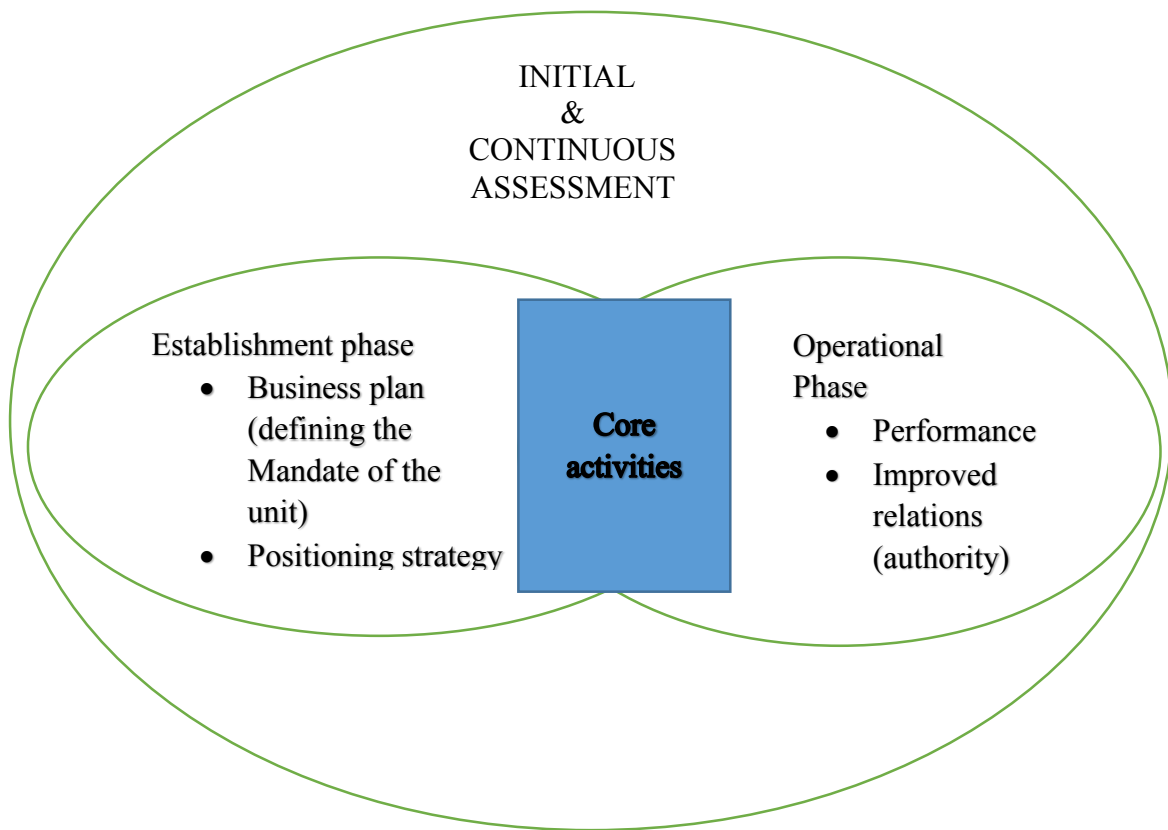 INITIAL
&
CONTINUOUS
ASSESSMENT
Establishment phase
• Business plan
(defining the
Mandate of the
unit)
• Positioning strategy
Core
activities
Operational
Phase
• Performance
• Improved
relations
(authority)